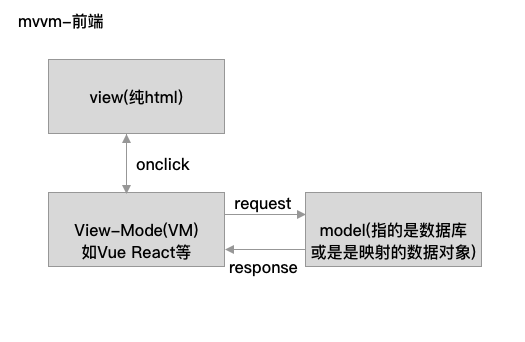 mvvm-前端
view(纯html)
onclick
View-Mode(VM)
如Vue React等
request
response
model(指的是数据库
或是是映射的数据对象)